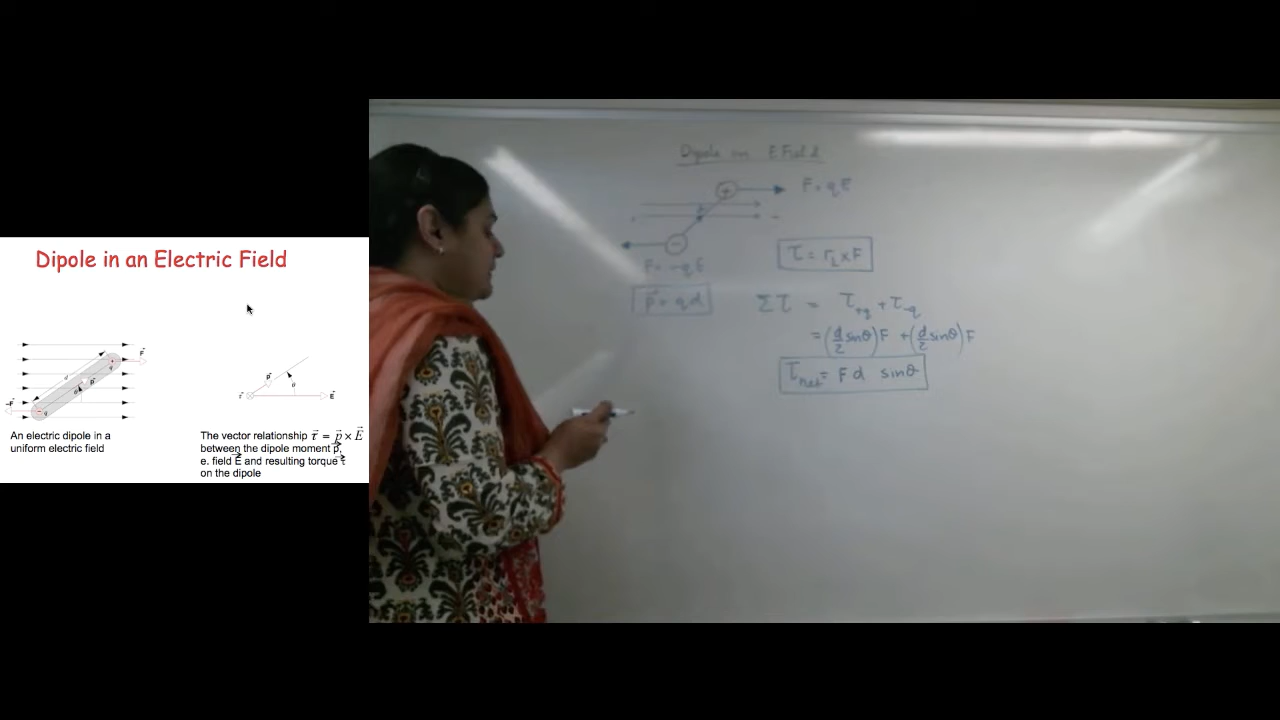 Dipole in an Electric Field
F
d
p
θ
q
-F
q
An electric dipole in a
uniform electric field
p
θ
τ
E
The vector relationship τ⃗ = p⃗ × E⃗
between the dipole moment p⃗,
e. field E⃗ and resulting torque τ⃗
on the dipole
Dipole in E Field
+
F = qE
−
F = −qE
p⃗ = qd
τ = r⊥ × F
Στ = τ+q + τ−q
= (d/2 sinθ) F + (d/2 sinθ) F
τnet = F d sinθ